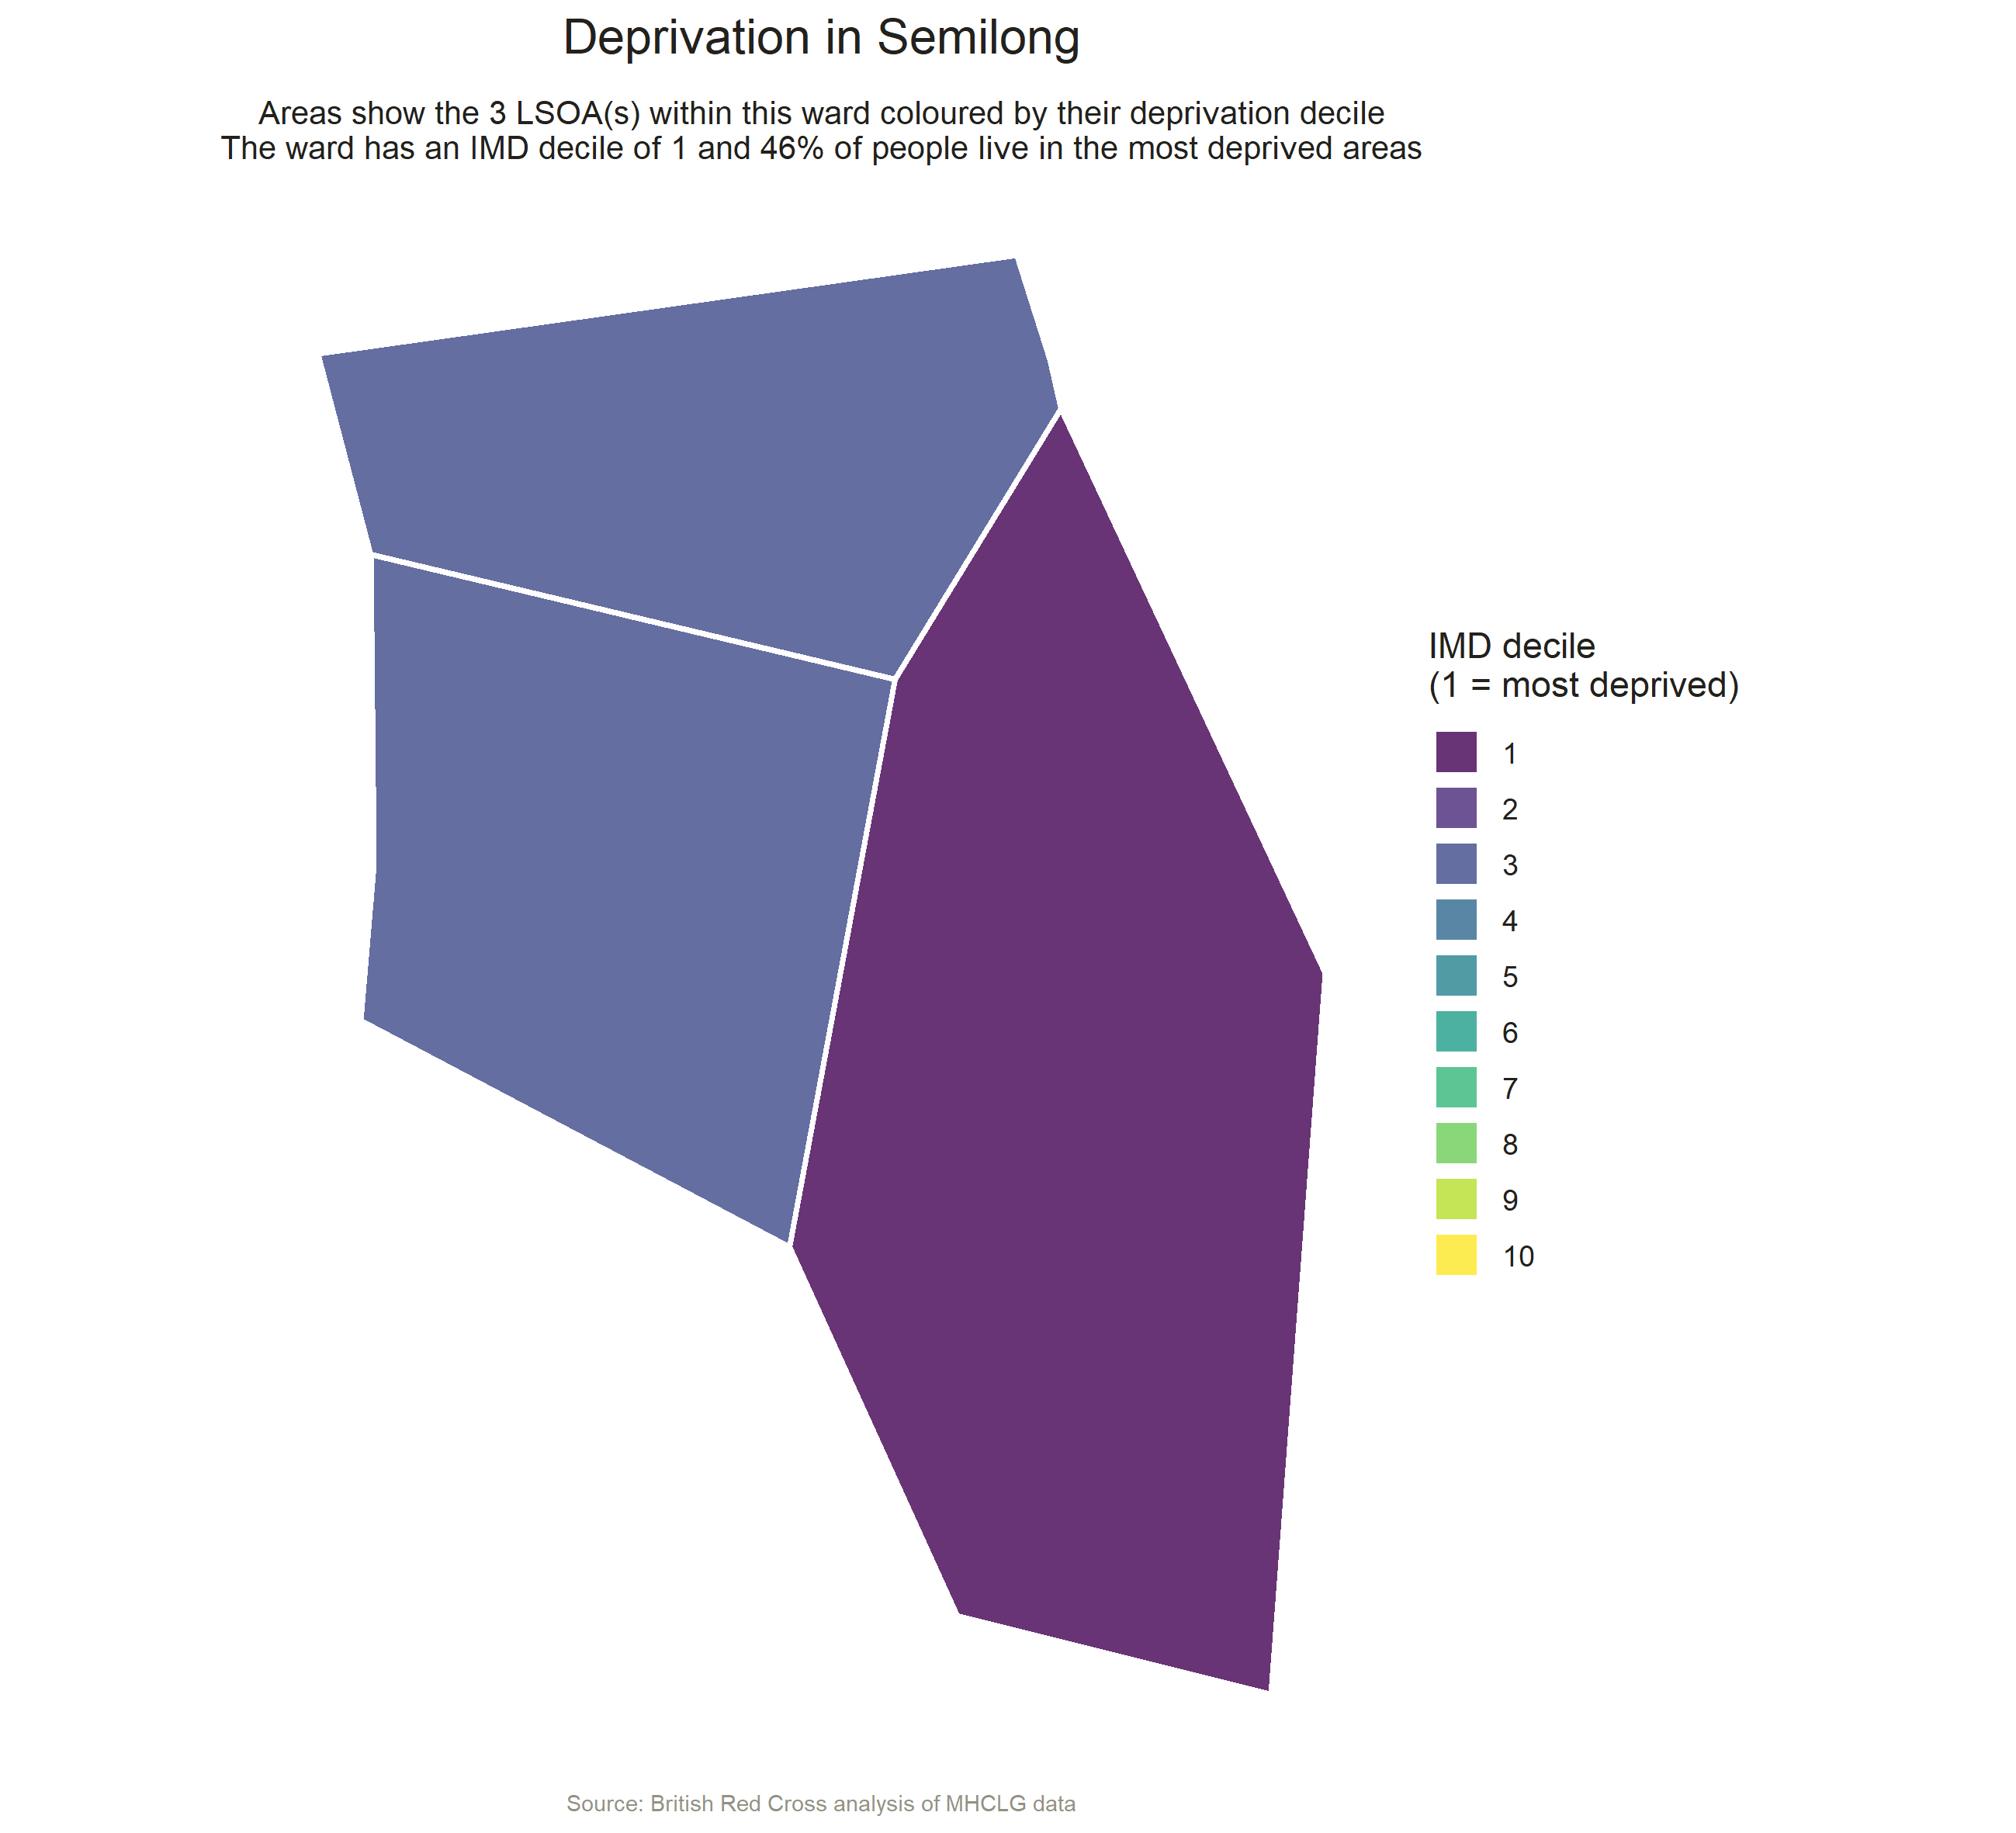 Deprivation in Semilong
Areas show the 3 LSOA(s) within this ward coloured by their deprivation decile
The ward has an IMD decile of 1 and 46% of people live in the most deprived areas
IMD decile
(1 = most deprived)
1
2
3
4
5
6
7
8
9
10
Source: British Red Cross analysis of MHCLG data